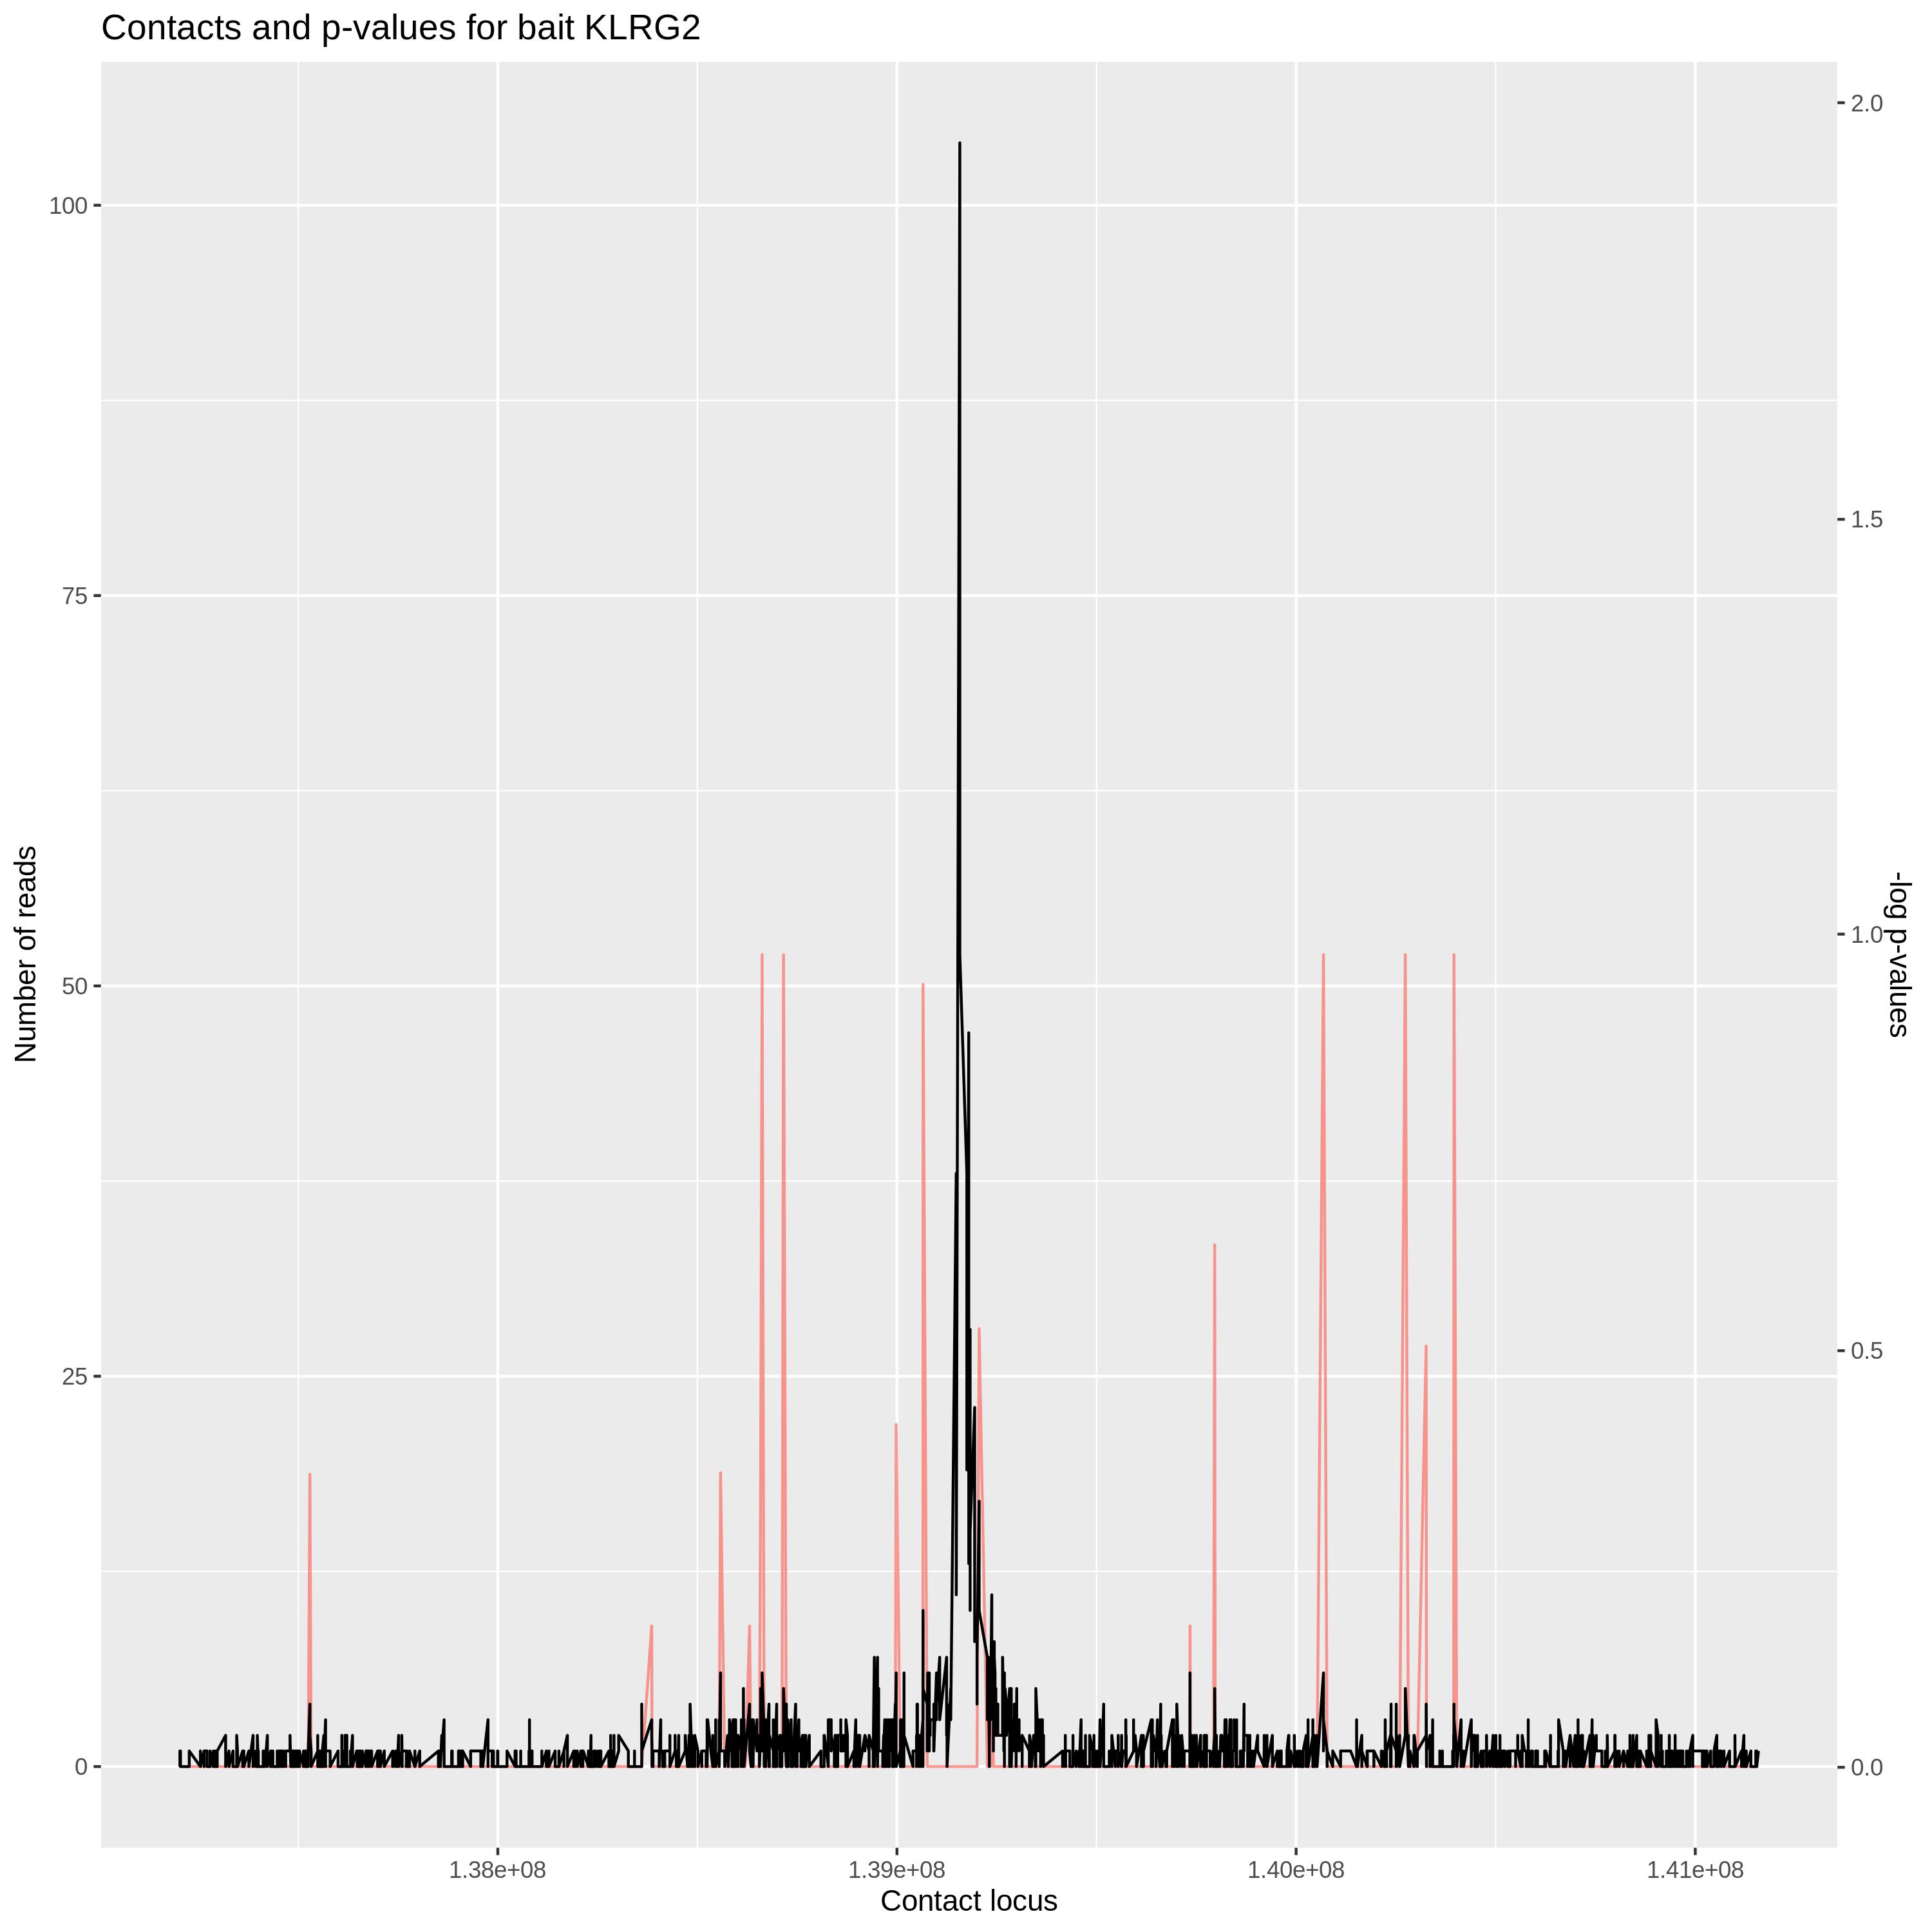 Contacts and p-values for bait KLRG2
Number of reads
100
75
50
25
0
2.0
1.5
1.0
0.5
0.0
-log p-values
1.38e+08
1.39e+08
1.40e+08
1.41e+08
Contact locus